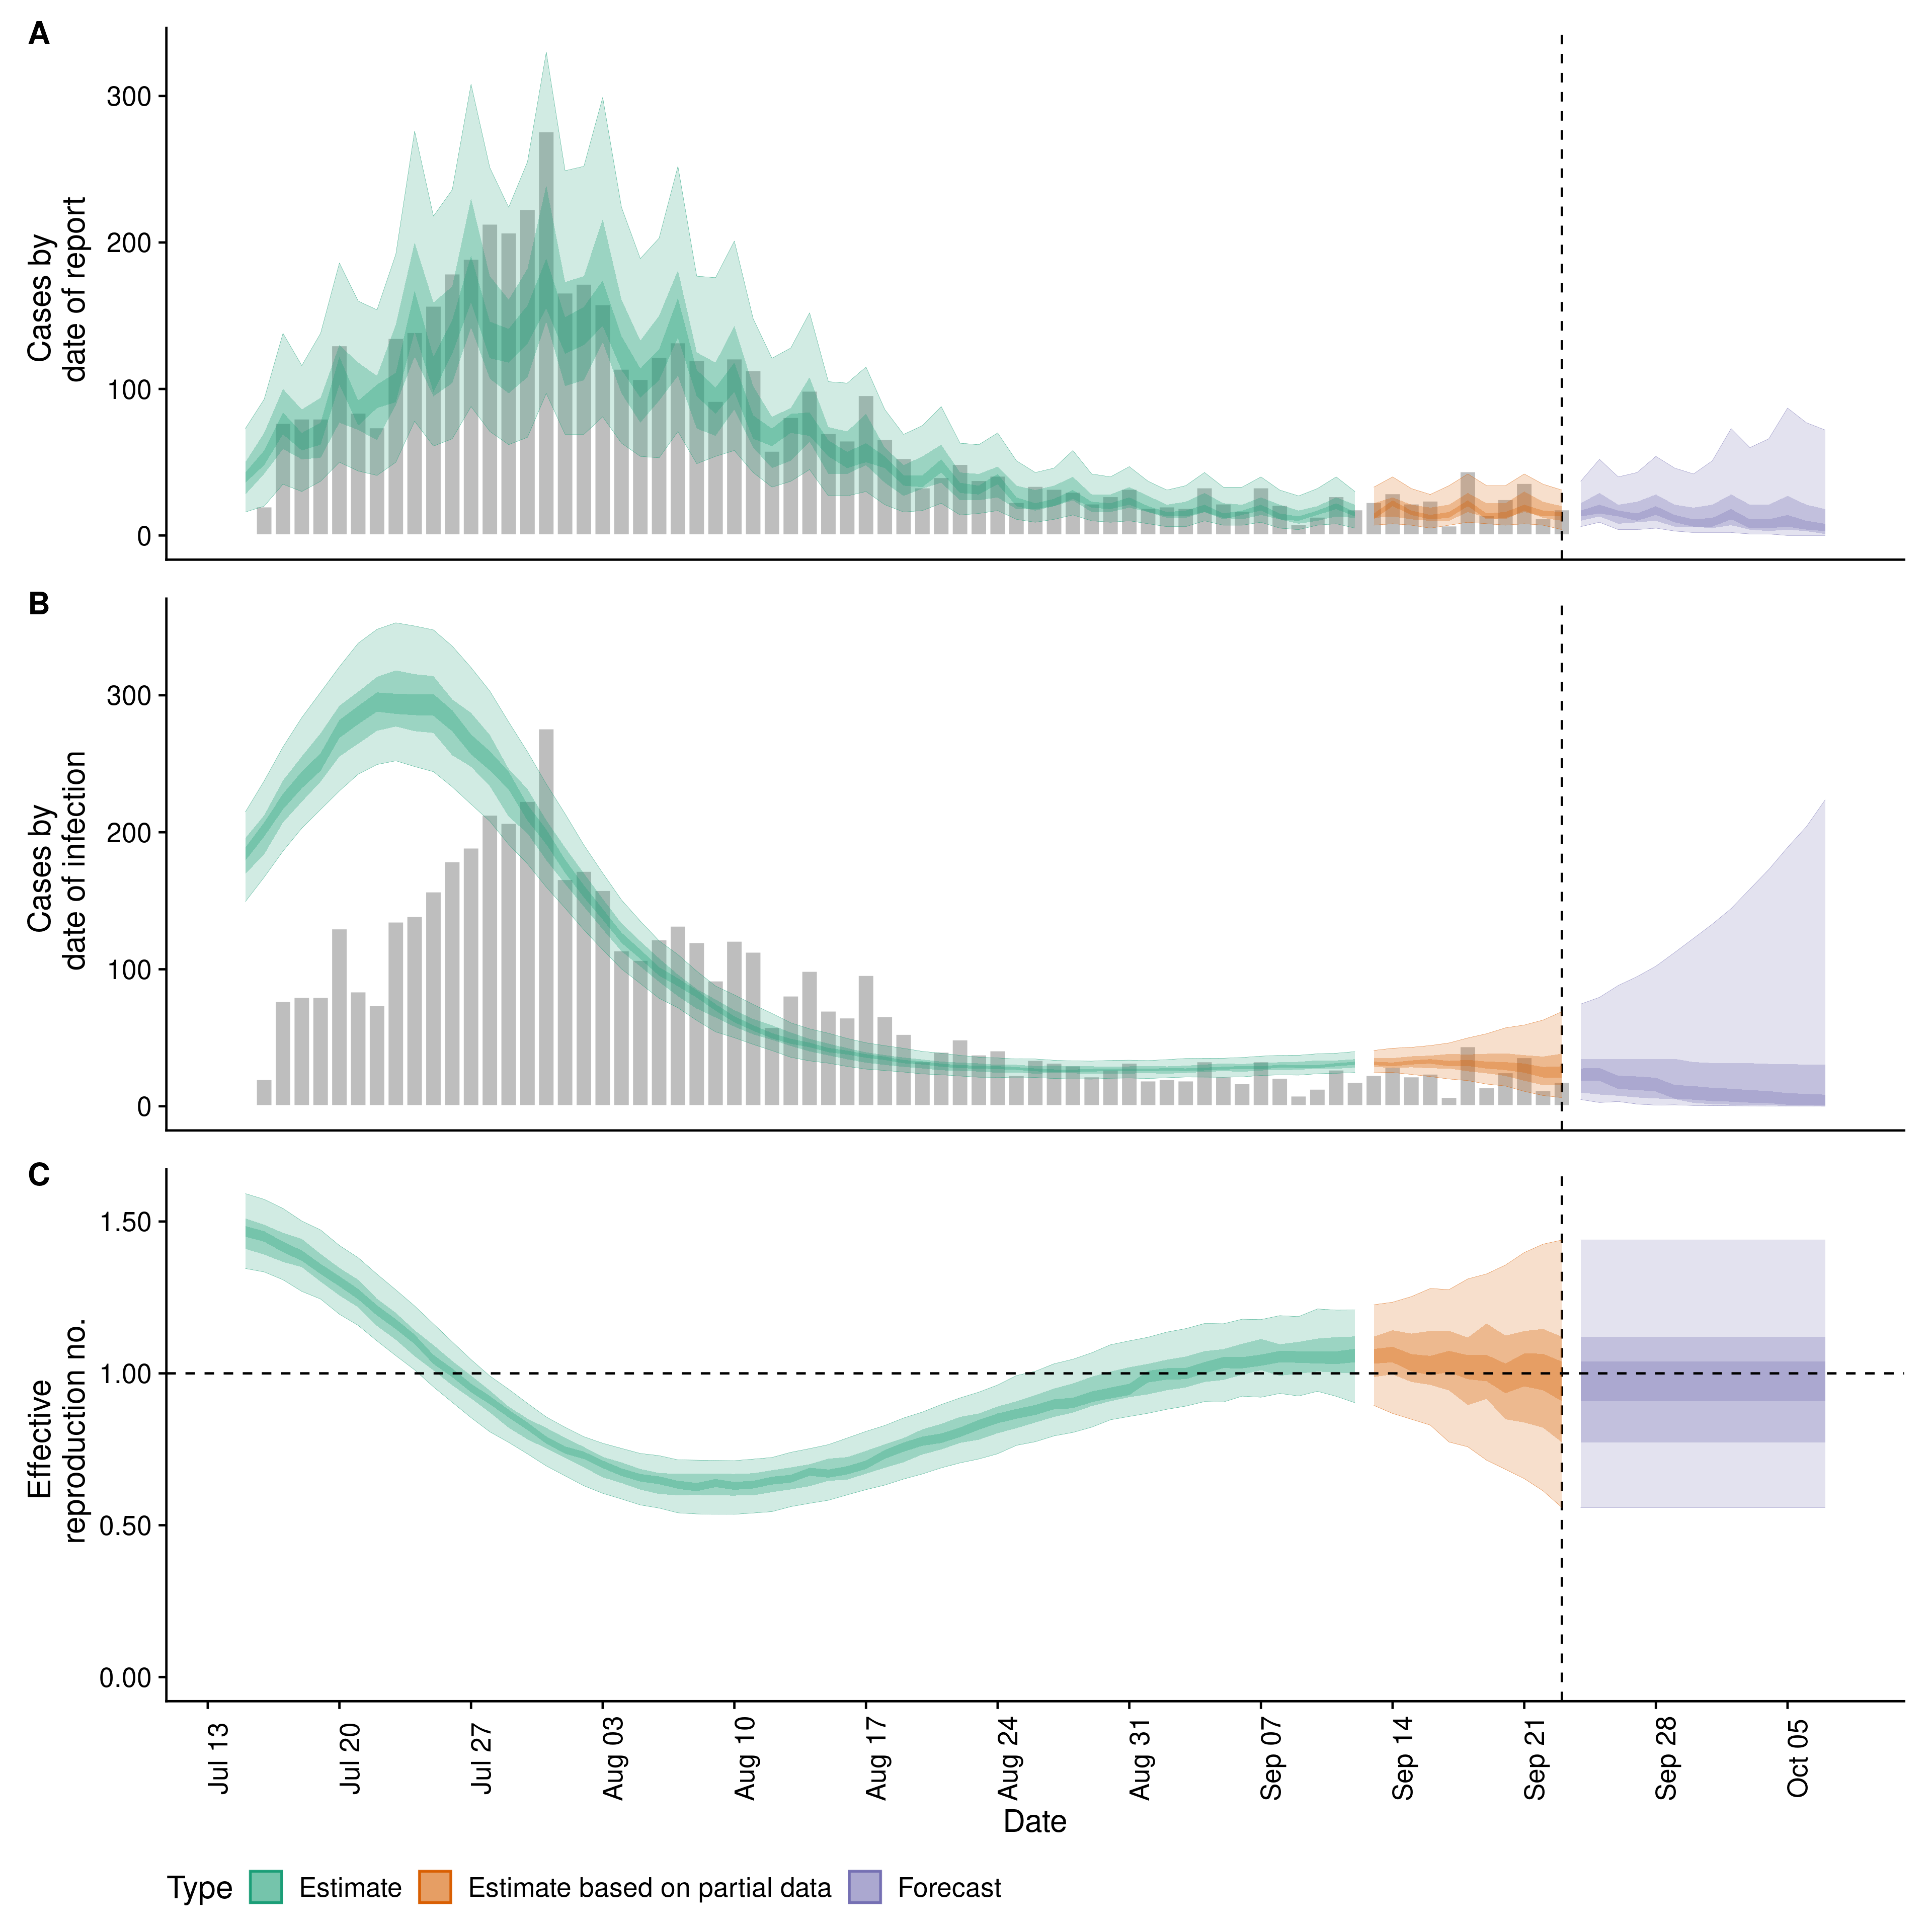 A
Cases by
date of report
300
200
100
0
B
Cases by
date of infection
300
200
100
0
C
Effective
reproduction no.
1.50
1.00
0.50
0.00
Jul 13
Jul 20
Jul 27
Aug 03
Aug 10
Aug 17
Aug 24
Aug 31
Sep 07
Sep 14
Sep 21
Sep 28
Oct 05
Date
Type Estimate Estimate based on partial data Forecast